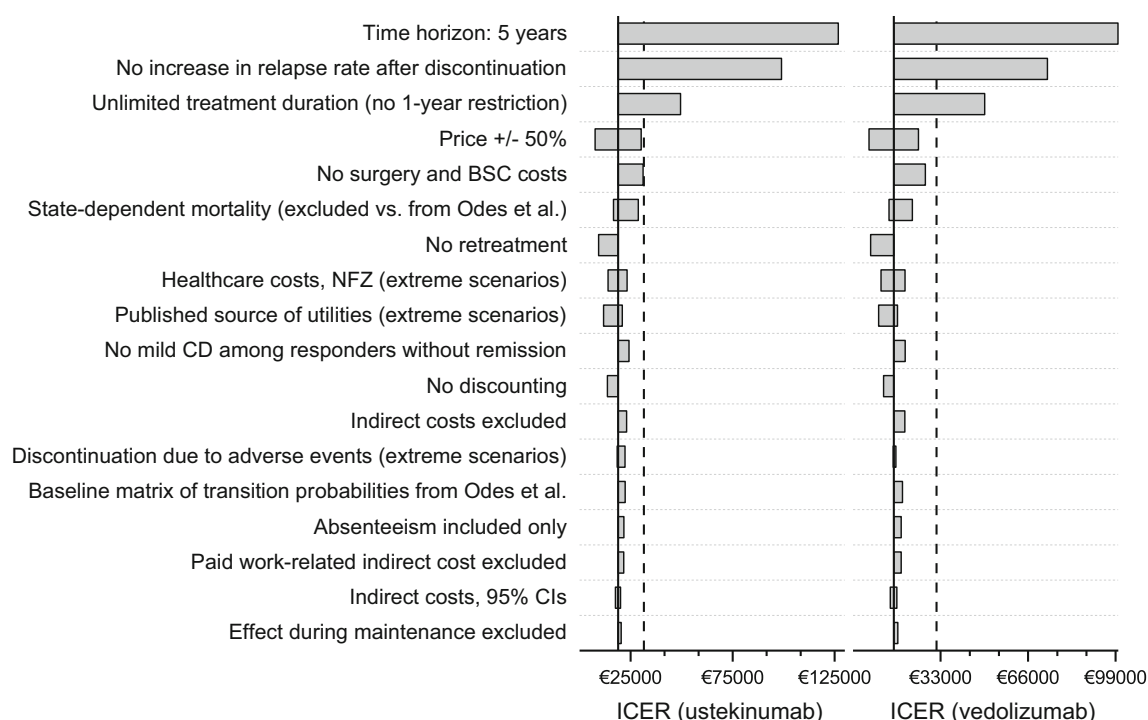 Time horizon: 5 years
No increase in relapse rate after discontinuation
Unlimited treatment duration (no 1-year restriction)
Price +/- 50%
No surgery and BSC costs
State-dependent mortality (excluded vs. from Odes et al.)
No retreatment
Healthcare costs, NFZ (extreme scenarios)
Published source of utilities (extreme scenarios)
No mild CD among responders without remission
No discounting
Indirect costs excluded
Discontinuation due to adverse events (extreme scenarios)
Baseline matrix of transition probabilities from Odes et al.
Absenteeism included only
Paid work-related indirect cost excluded
Indirect costs, 95% CIs
Effect during maintenance excluded
€25000 €75000 €125000 €33000 €66000 €99000
ICER (ustekinumab) ICER (vedolizumab)